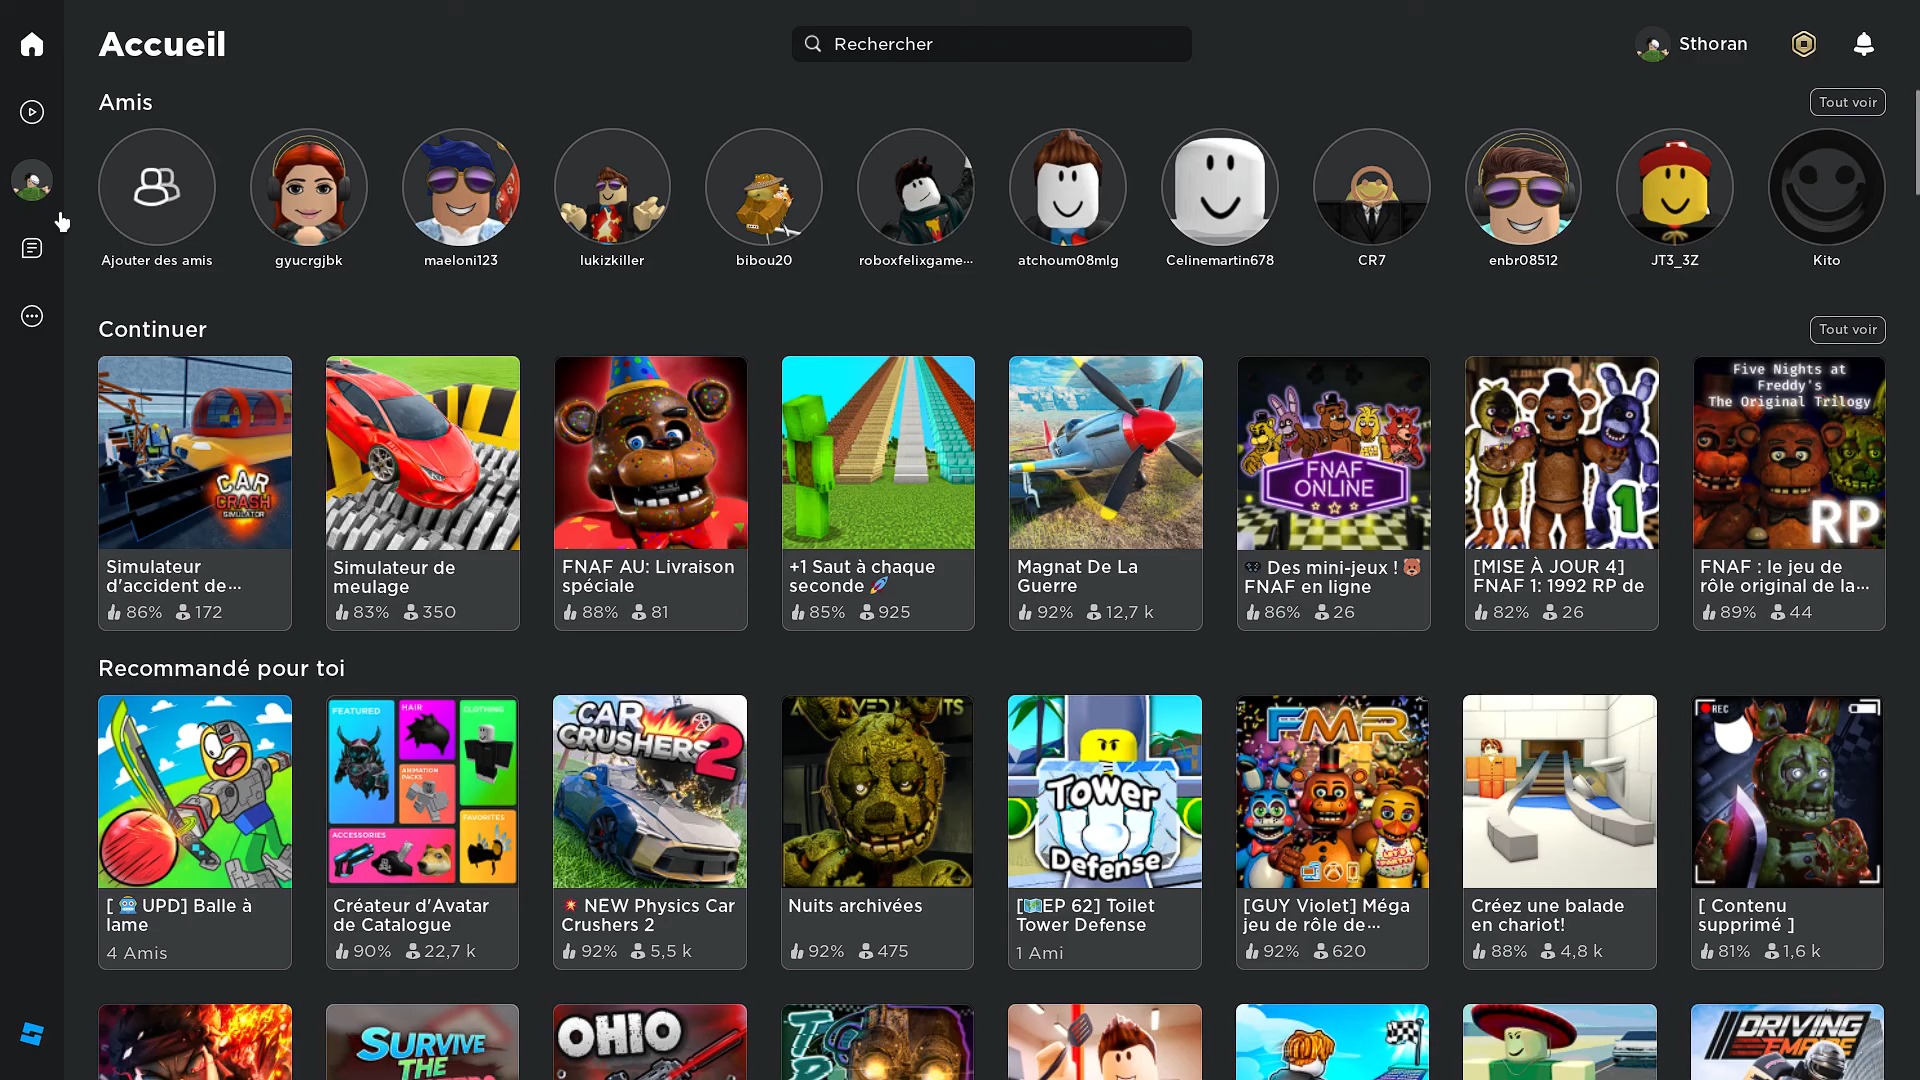 Accueil
Rechercher
Sthoran
Amis
Tout voir
Ajouter des amis
gyucrgjbk
maeloni123
lukizkiller
bibou20
roboxfelixgame...
atchoum08mlg
Celinemartin678
CR7
enbr08512
JT3_3Z
Kito
Continuer
Tout voir
CAR
CRASH
SIMULATOR
FNAF
ONLINE
1
Five Nights at
Freddy's
The Original Trilogy
RP
Simulateur
d'accident de...
86% 172
Simulateur de
meulage
83% 350
FNAF AU: Livraison
spéciale
88% 81
+1 Saut à chaque
seconde 🚀
85% 925
Magnat De La
Guerre
92% 12,7 k
🎮 Des mini-jeux ! 🐻
FNAF en ligne
86% 26
[MISE À JOUR 4]
FNAF 1: 1992 RP de
82% 26
FNAF : le jeu de
rôle original de la...
89% 44
Recommandé pour toi
FEATURED
HAIR
CLOTHING
ANIMATION
PACKS
ACCESSORIES
FAVORITES
CAR
CRUSHERS 2
Tower
Defense
FMR
LET'S
PARTY!
REC
[ 🤖 UPD] Balle à
lame
4 Amis
Créateur d'Avatar
de Catalogue
90% 22,7 k
💥 NEW Physics Car
Crushers 2
92% 5,5 k
Nuits archivées
92% 475
[🗺️EP 62] Toilet
Tower Defense
1 Ami
[GUY Violet] Méga
jeu de rôle de...
92% 620
Créez une balade
en chariot!
88% 4,8 k
[ Contenu
supprimé ]
81% 1,6 k
SURVIVE
THE
OHIO
DRIVING
EMPIRE